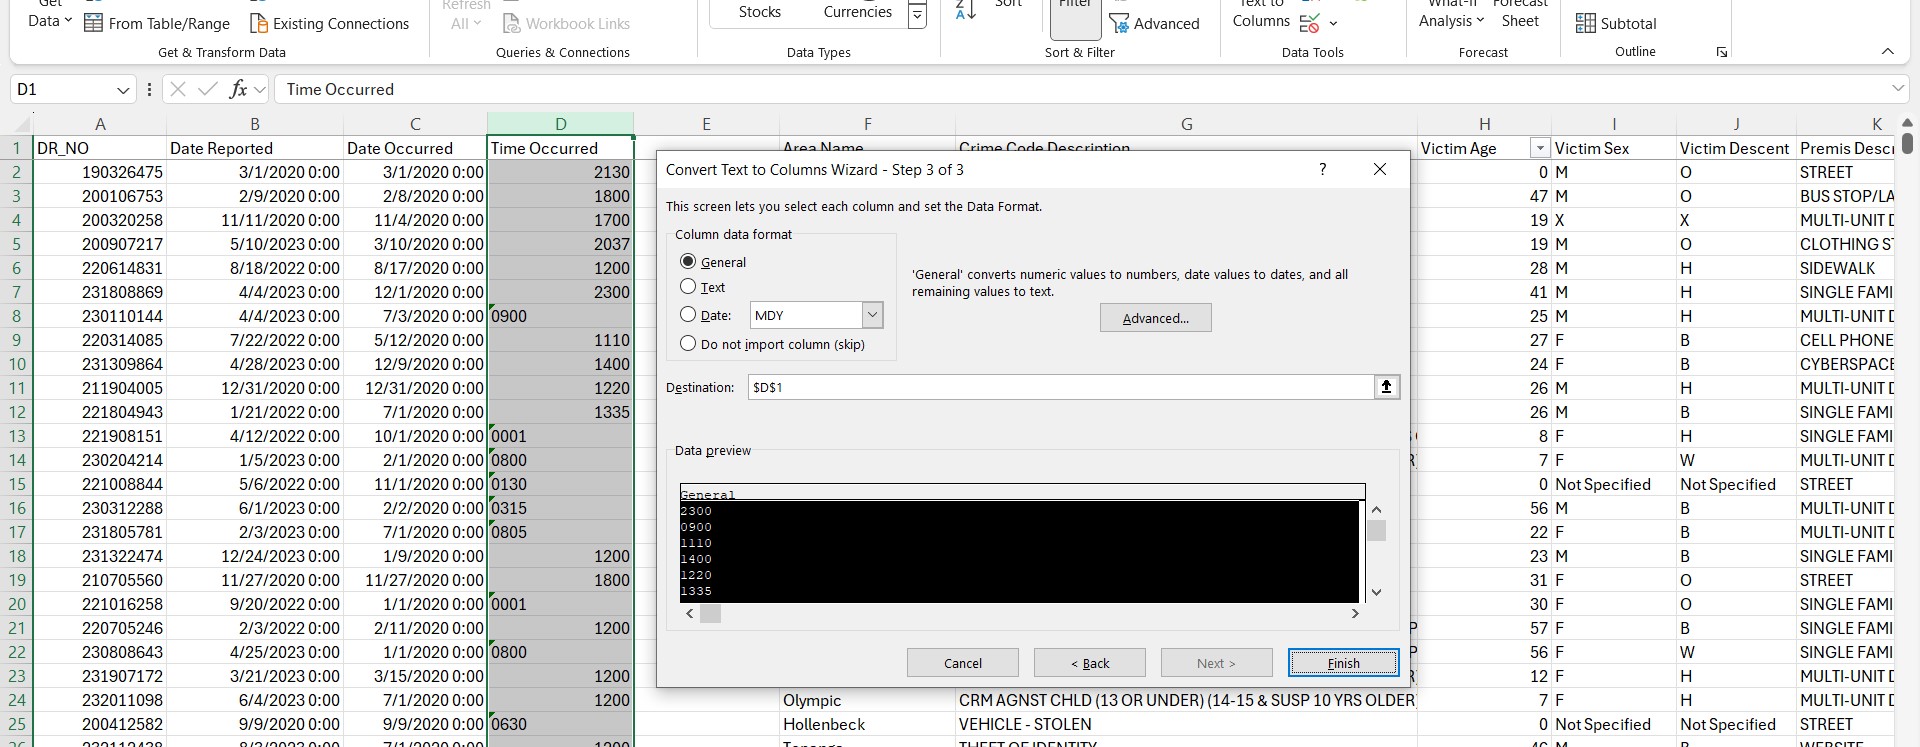 Get Refresh Stocks Currencies Sort Filter Text to What-If Forecast
Data From Table/Range Existing Connections All Workbook Links Advanced Columns Analysis Sheet Subtotal
Get & Transform Data Queries & Connections Data Types Sort & Filter Data Tools Forecast Outline
D1 fx Time Occurred
A B C D E F G H I J K
1 DR_NO Date Reported Date Occurred Time Occurred Area Name Crime Code Description Victim Age Victim Sex Victim Descent Premis Descr
2 190326475 3/1/2020 0:00 3/1/2020 0:00 2130 0 M O STREET
3 200106753 2/9/2020 0:00 2/8/2020 0:00 1800 47 M O BUS STOP/LA
4 200320258 11/11/2020 0:00 11/4/2020 0:00 1700 19 X X MULTI-UNIT D
5 200907217 5/10/2023 0:00 3/10/2020 0:00 2037 19 M O CLOTHING ST
6 220614831 8/18/2022 0:00 8/17/2020 0:00 1200 28 M H SIDEWALK
7 231808869 4/4/2023 0:00 12/1/2020 0:00 2300 41 M H SINGLE FAMI
8 230110144 4/4/2023 0:00 7/3/2020 0:00 0900 25 M H MULTI-UNIT D
9 220314085 7/22/2022 0:00 5/12/2020 0:00 1110 27 F B CELL PHONE
10 231309864 4/28/2023 0:00 12/9/2020 0:00 1400 24 F B CYBERSPACE
11 211904005 12/31/2020 0:00 12/31/2020 0:00 1220 26 M H MULTI-UNIT D
12 221804943 1/21/2022 0:00 7/1/2020 0:00 1335 26 M B SINGLE FAMI
13 221908151 4/12/2022 0:00 10/1/2020 0:00 0001 8 F H SINGLE FAMI
14 230204214 1/5/2023 0:00 2/1/2020 0:00 0800 7 F W MULTI-UNIT D
15 221008844 5/6/2022 0:00 11/1/2020 0:00 0130 0 Not Specified Not Specified STREET
16 230312288 6/1/2023 0:00 2/2/2020 0:00 0315 56 M B MULTI-UNIT D
17 231805781 2/3/2023 0:00 7/1/2020 0:00 0805 22 F B MULTI-UNIT D
18 231322474 12/24/2023 0:00 1/9/2020 0:00 1200 23 M B SINGLE FAMI
19 210705560 11/27/2020 0:00 11/27/2020 0:00 1800 31 F O STREET
20 221016258 9/20/2022 0:00 1/1/2020 0:00 0001 30 F O SINGLE FAMI
21 220705246 2/3/2022 0:00 2/11/2020 0:00 1200 P 57 F B SINGLE FAMI
22 230808643 4/25/2023 0:00 1/1/2020 0:00 0800 P 56 F W SINGLE FAMI
23 231907172 3/21/2023 0:00 3/15/2020 0:00 1200 12 F H MULTI-UNIT D
24 232011098 6/4/2023 0:00 7/1/2020 0:00 1200 Olympic CRM AGNST CHLD (13 OR UNDER) (14-15 & SUSP 10 YRS OLDER) 7 F H MULTI-UNIT D
25 200412582 9/9/2020 0:00 9/9/2020 0:00 0630 Hollenbeck VEHICLE - STOLEN 0 Not Specified Not Specified STREET
Convert Text to Columns Wizard - Step 3 of 3 ?
This screen lets you select each column and set the Data Format.
Column data format
General
Text
Date: MDY
Do not import column (skip)
'General' converts numeric values to numbers, date values to dates, and all
remaining values to text.
Advanced...
Destination: $D$1
Data preview
General
2300
0900
1110
1400
1220
1335
Cancel < Back Next > Finish